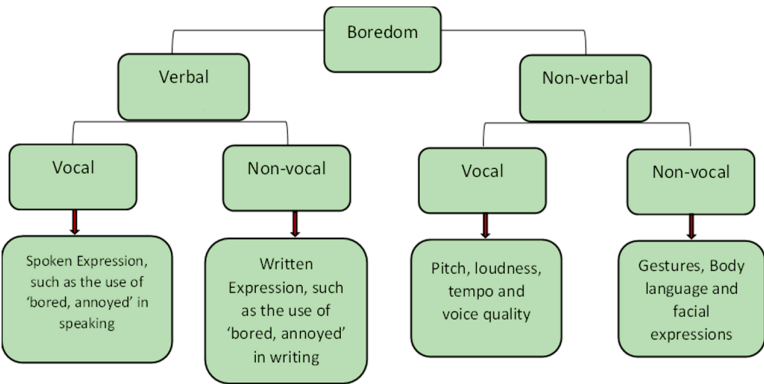 Boredom
Verbal
Non-verbal
Vocal
Non-vocal
Vocal
Non-vocal
Spoken Expression,
such as the use of
‘bored, annoyed’ in
speaking
Written
Expression, such
as the use of
‘bored, annoyed’
in writing
Pitch, loudness,
tempo and
voice quality
Gestures, Body
language and
facial
expressions